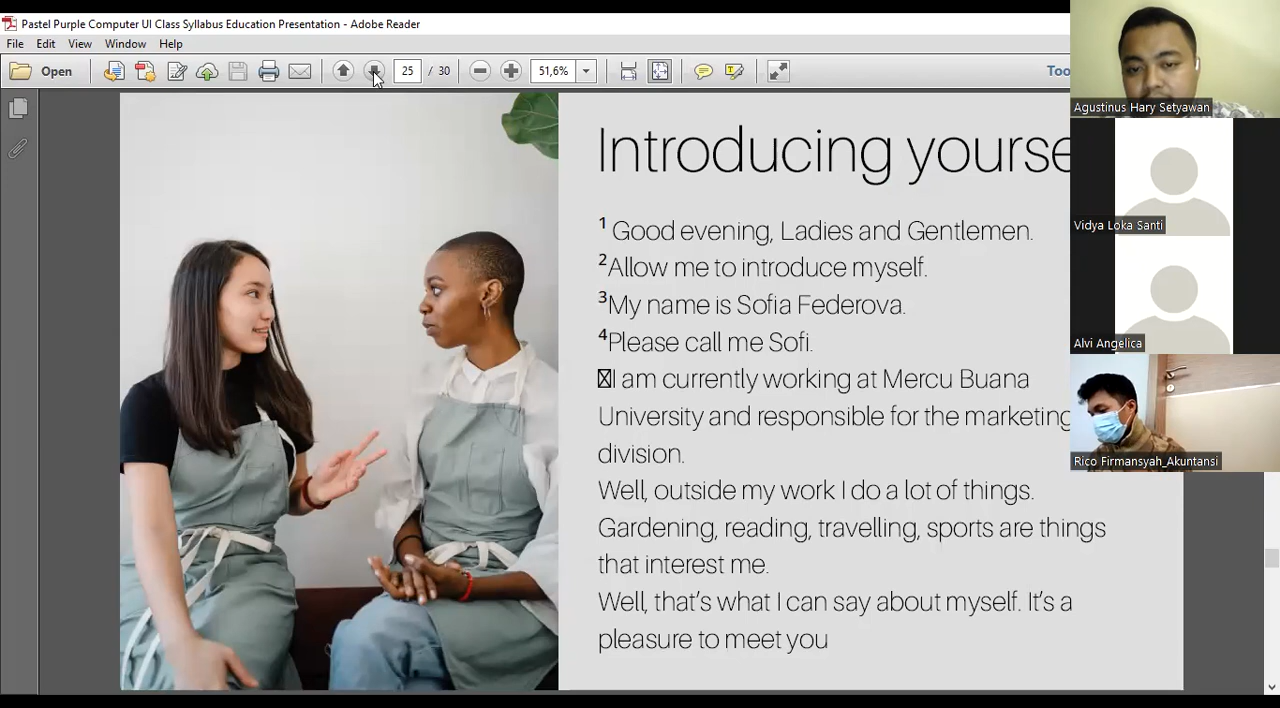 Pastel Purple Computer UI Class Syllabus Education Presentation - Adobe Reader
File Edit View Window Help
Open 25 / 30 51,6% Too
Introducing yourse
1 Good evening, Ladies and Gentlemen.
2 Allow me to introduce myself.
3 My name is Sofia Federova.
4 Please call me Sofi.
I am currently working at Mercu Buana
University and responsible for the marketing
division.
Well, outside my work I do a lot of things.
Gardening, reading, travelling, sports are things
that interest me.
Well, that's what I can say about myself. It's a
pleasure to meet you
Agustinus Hary Setyawan
Vidya Loka Santi
Alvi Angelica
Rico Firmansyah_Akuntansi